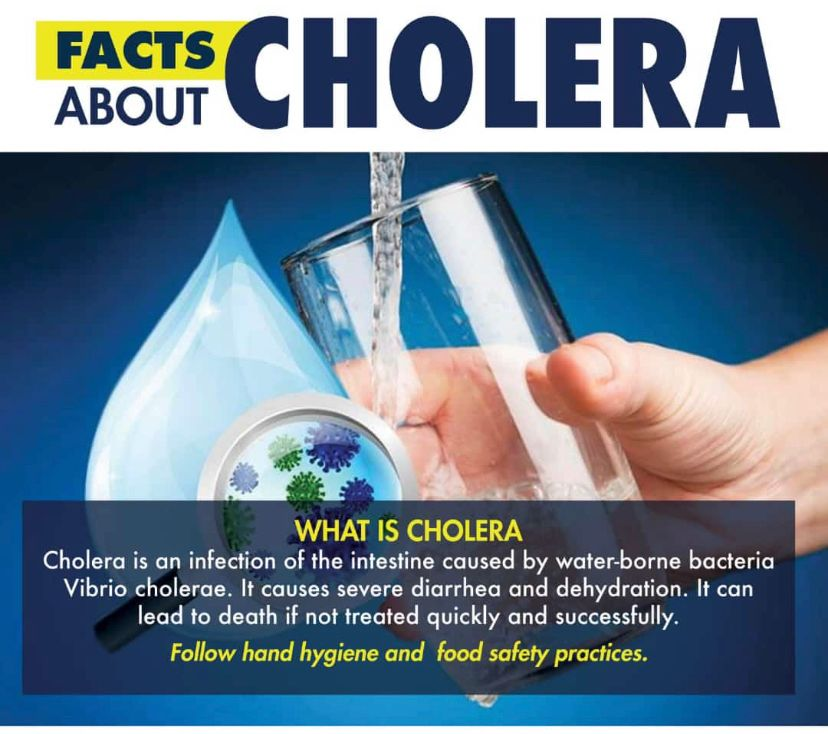 FACTS
ABOUT
CHOLERA
WHAT IS CHOLERA
Cholera is an infection of the intestine caused by water-borne bacteria
Vibrio cholerae. It causes severe diarrhea and dehydration. It can
lead to death if not treated quickly and successfully.
Follow hand hygiene and food safety practices.